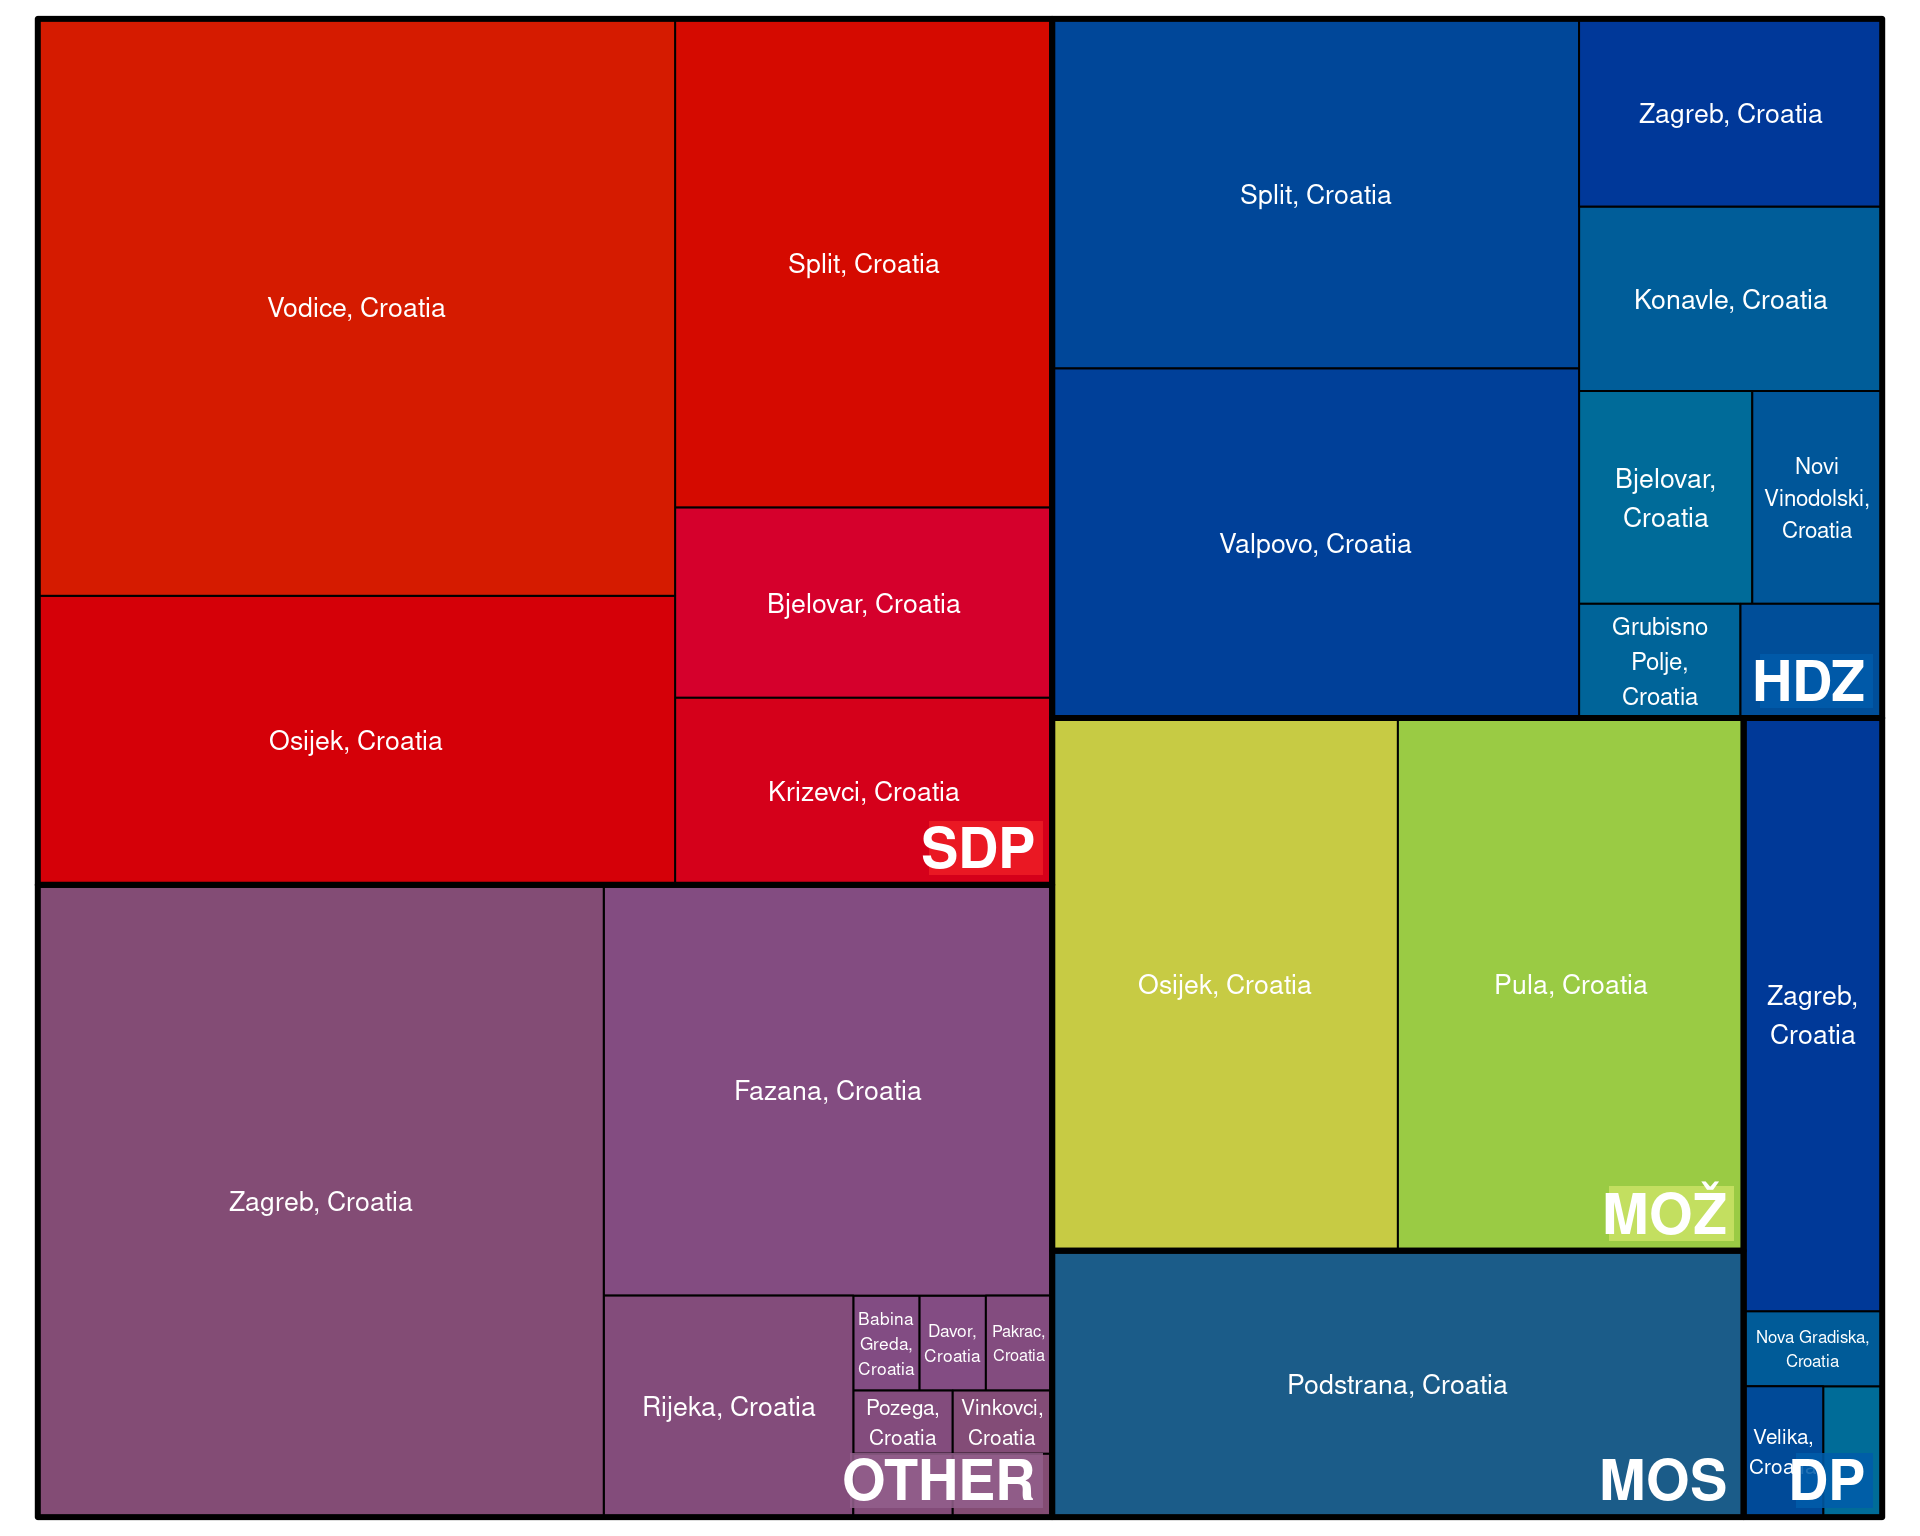 Vodice, Croatia
Split, Croatia
Osijek, Croatia
Bjelovar, Croatia
Krizevci, Croatia
SDP
Split, Croatia
Zagreb, Croatia
Konavle, Croatia
Valpovo, Croatia
Bjelovar,
Croatia
Novi
Vinodolski,
Croatia
Grubisno
Polje,
Croatia
HDZ
Zagreb, Croatia
Fazana, Croatia
Rijeka, Croatia
Babina
Greda,
Croatia
Davor,
Croatia
Pakrac,
Croatia
Pozega,
Croatia
Vinkovci,
Croatia
OTHER
Osijek, Croatia
Pula, Croatia
MOŽ
Podstrana, Croatia
MOS
Zagreb,
Croatia
Nova Gradiska,
Croatia
Velika,
DP